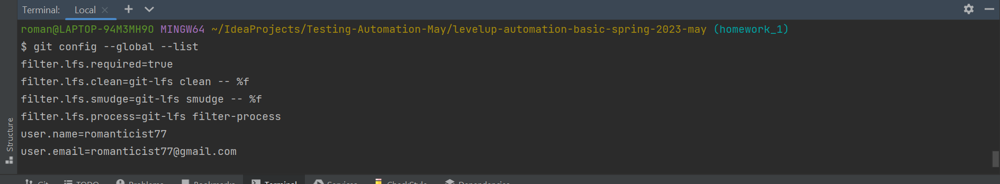 Terminal: Local
roman@LAPTOP-94M3MH9O MINGW64 ~/IdeaProjects/Testing-Automation-May/levelup-automation-basic-spring-2023-may (homework_1)
$ git config --global --list
filter.lfs.required=true
filter.lfs.clean=git-lfs clean -- %f
filter.lfs.smudge=git-lfs smudge -- %f
filter.lfs.process=git-lfs filter-process
user.name=romanticist77
user.email=romanticist77@gmail.com
Structure
Git TODO Problems Bookmarks Terminal Services CheckStyle Dependencies